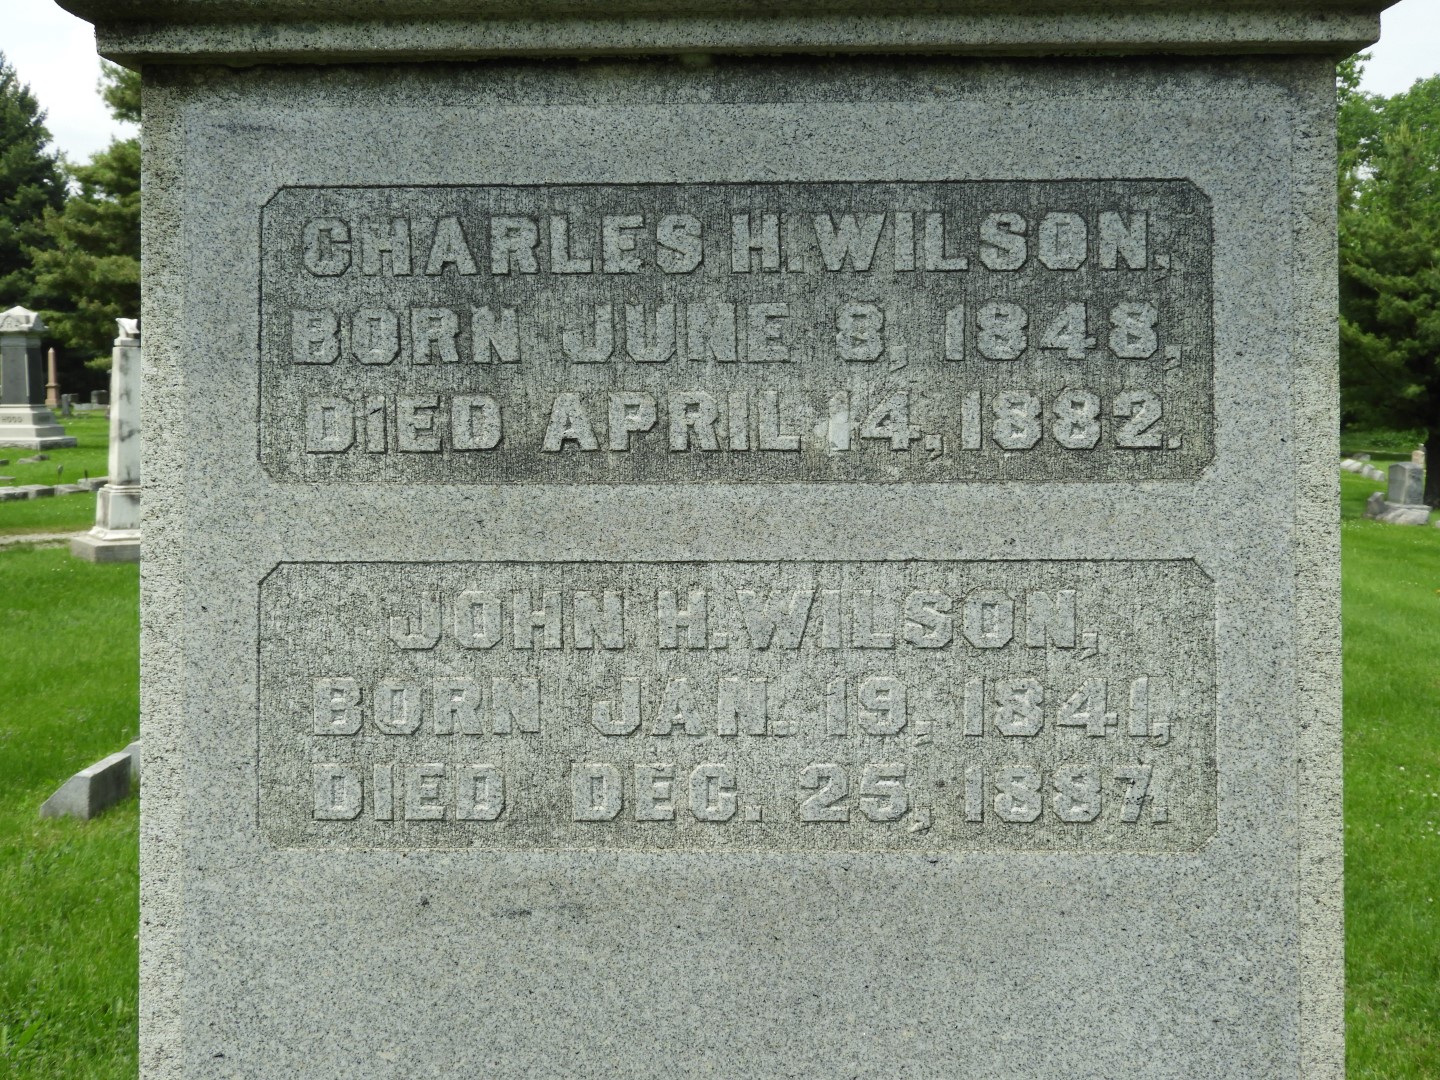 CHARLES H. WILSON,
BORN JUNE 8, 1848,
DIED APRIL 14, 1882.
JOHN H. WILSON,
BORN JAN. 19, 1841,
DIED DEC. 25, 1887.